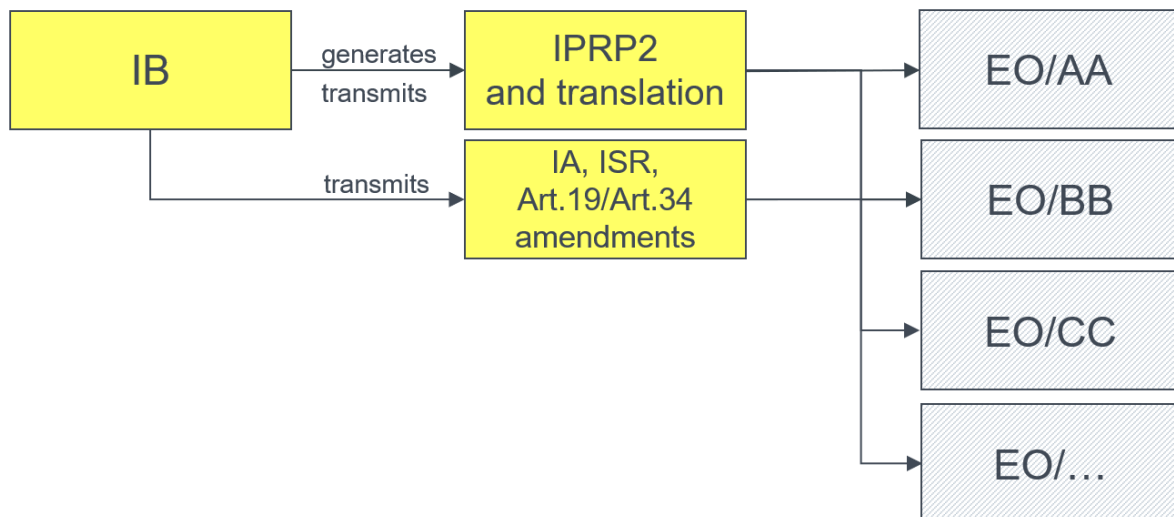 IB
generates
transmits
IPRP2
and translation
EO/AA
transmits
IA, ISR,
Art.19/Art.34
amendments
EO/BB
EO/CC
EO/…